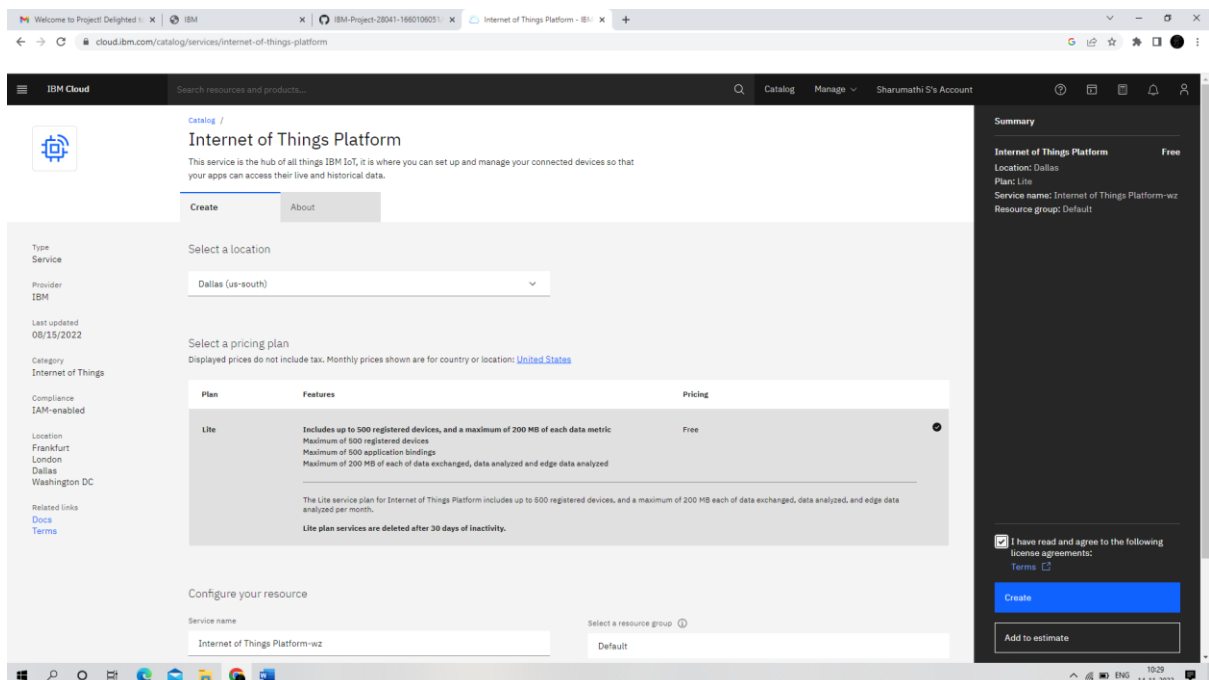 Welcome to Project! Delighted to
IBM
IBM-Project-28041-1660106051/
Internet of Things Platform - IBM
cloud.ibm.com/catalog/services/internet-of-things-platform
IBM Cloud
Search resources and products...
Catalog
Manage
Sharumathi S's Account
Catalog /
Internet of Things Platform
This service is the hub of all things IBM IoT, it is where you can set up and manage your connected devices so that
your apps can access their live and historical data.
Create
About
Type
Service
Provider
IBM
Last updated
08/15/2022
Category
Internet of Things
Compliance
IAM-enabled
Location
Frankfurt
London
Dallas
Washington DC
Related links
Docs
Terms
Select a location
Dallas (us-south)
Select a pricing plan
Displayed prices do not include tax. Monthly prices shown are for country or location: United States
Plan Features Pricing
Lite Includes up to 500 registered devices, and a maximum of 200 MB of each data metric Free
Maximum of 500 registered devices
Maximum of 500 application bindings
Maximum of 200 MB of each of data exchanged, data analyzed and edge data analyzed
The Lite service plan for Internet of Things Platform includes up to 500 registered devices, and a maximum of 200 MB each of data exchanged, data analyzed, and edge data
analyzed per month.
Lite plan services are deleted after 30 days of inactivity.
Configure your resource
Service name
Internet of Things Platform-wz
Select a resource group
Default
Summary
Internet of Things Platform Free
Location: Dallas
Plan: Lite
Service name: Internet of Things Platform-wz
Resource group: Default
I have read and agree to the following
license agreements:
Terms
Create
Add to estimate
ENG
10:29
14-11-2022